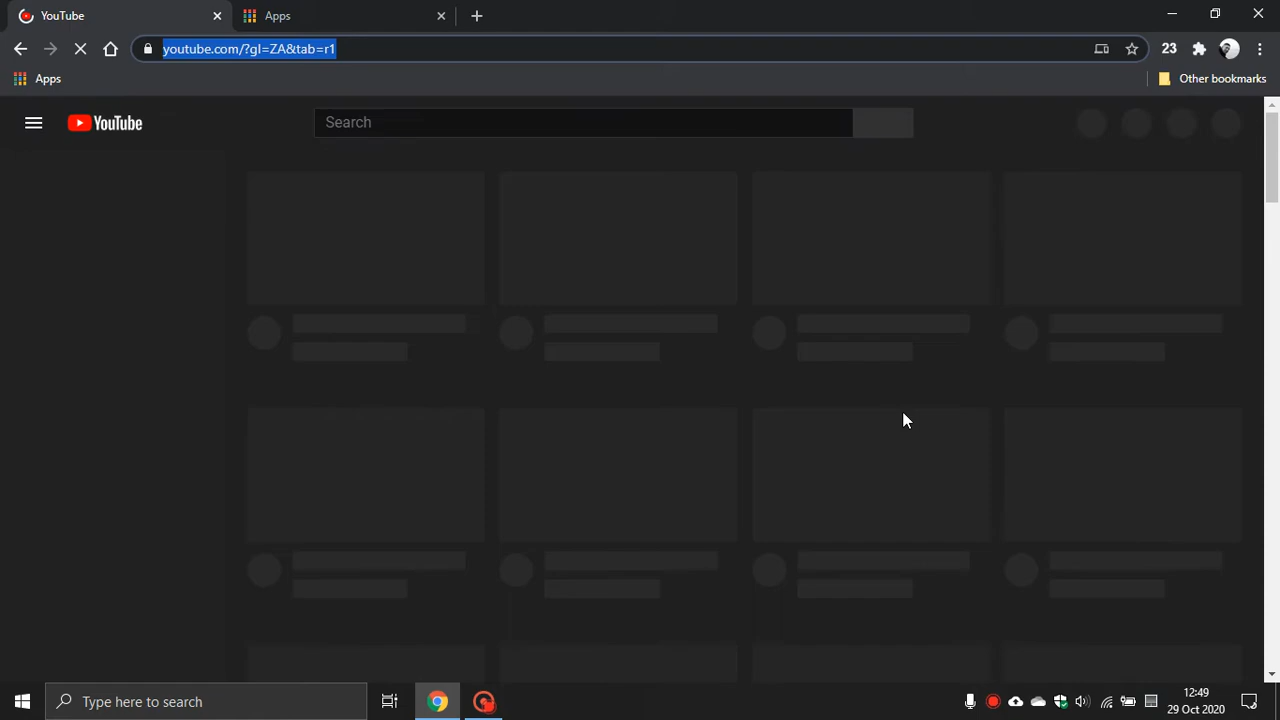 YouTube
Apps
youtube.com/?gl=ZA&tab=r1
23
Apps
Other bookmarks
YouTube
Search
Type here to search
12:49
29 Oct 2020